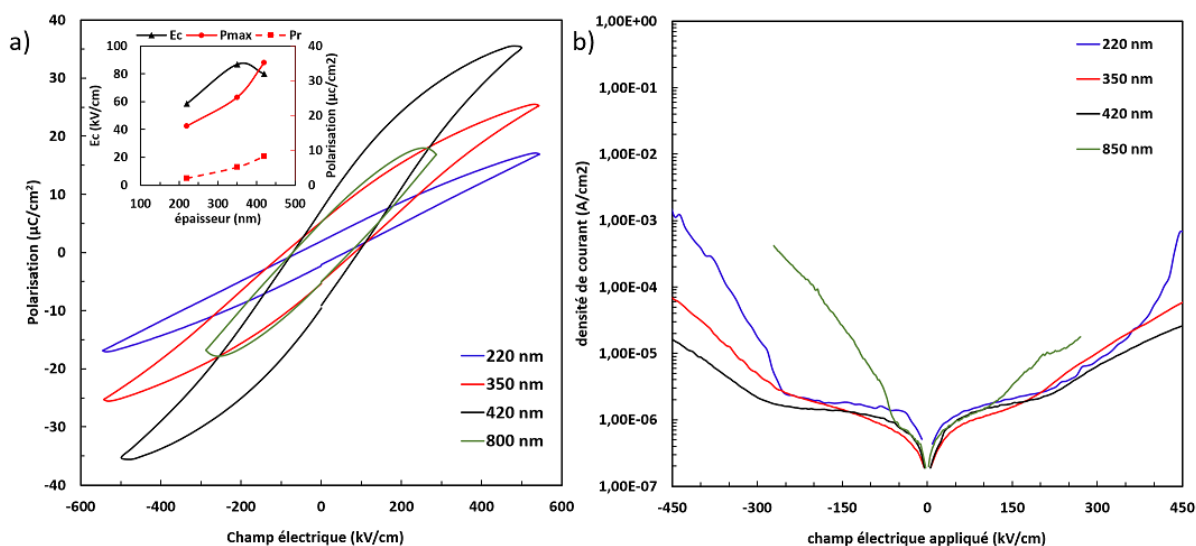 a)
Polarisation (µC/cm²)
40
30
20
10
0
-10
-20
-30
-40
-600 -400 -200 0 200 400 600
Champ électrique (kV/cm)
Ec Pmax Pr
Ec (kV/cm)
100
80
60
40
20
0
100 200 300 400 500
épaisseur (nm)
40
30
20
10
0
Polarisation (µc/cm2)
220 nm
350 nm
420 nm
800 nm
b)
densité de courant (A/cm2)
1,00E+00
1,00E-01
1,00E-02
1,00E-03
1,00E-04
1,00E-05
1,00E-06
1,00E-07
-450 -300 -150 0 150 300 450
champ électrique appliqué (kV/cm)
220 nm
350 nm
420 nm
850 nm